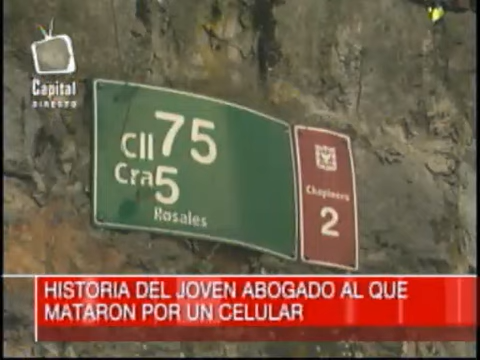 Capital
DIRECTO
Cll 75
Cra 5
Rosales
Chapinero
2
HISTORIA DEL JOVEN ABOGADO AL QUE
MATARON POR UN CELULAR